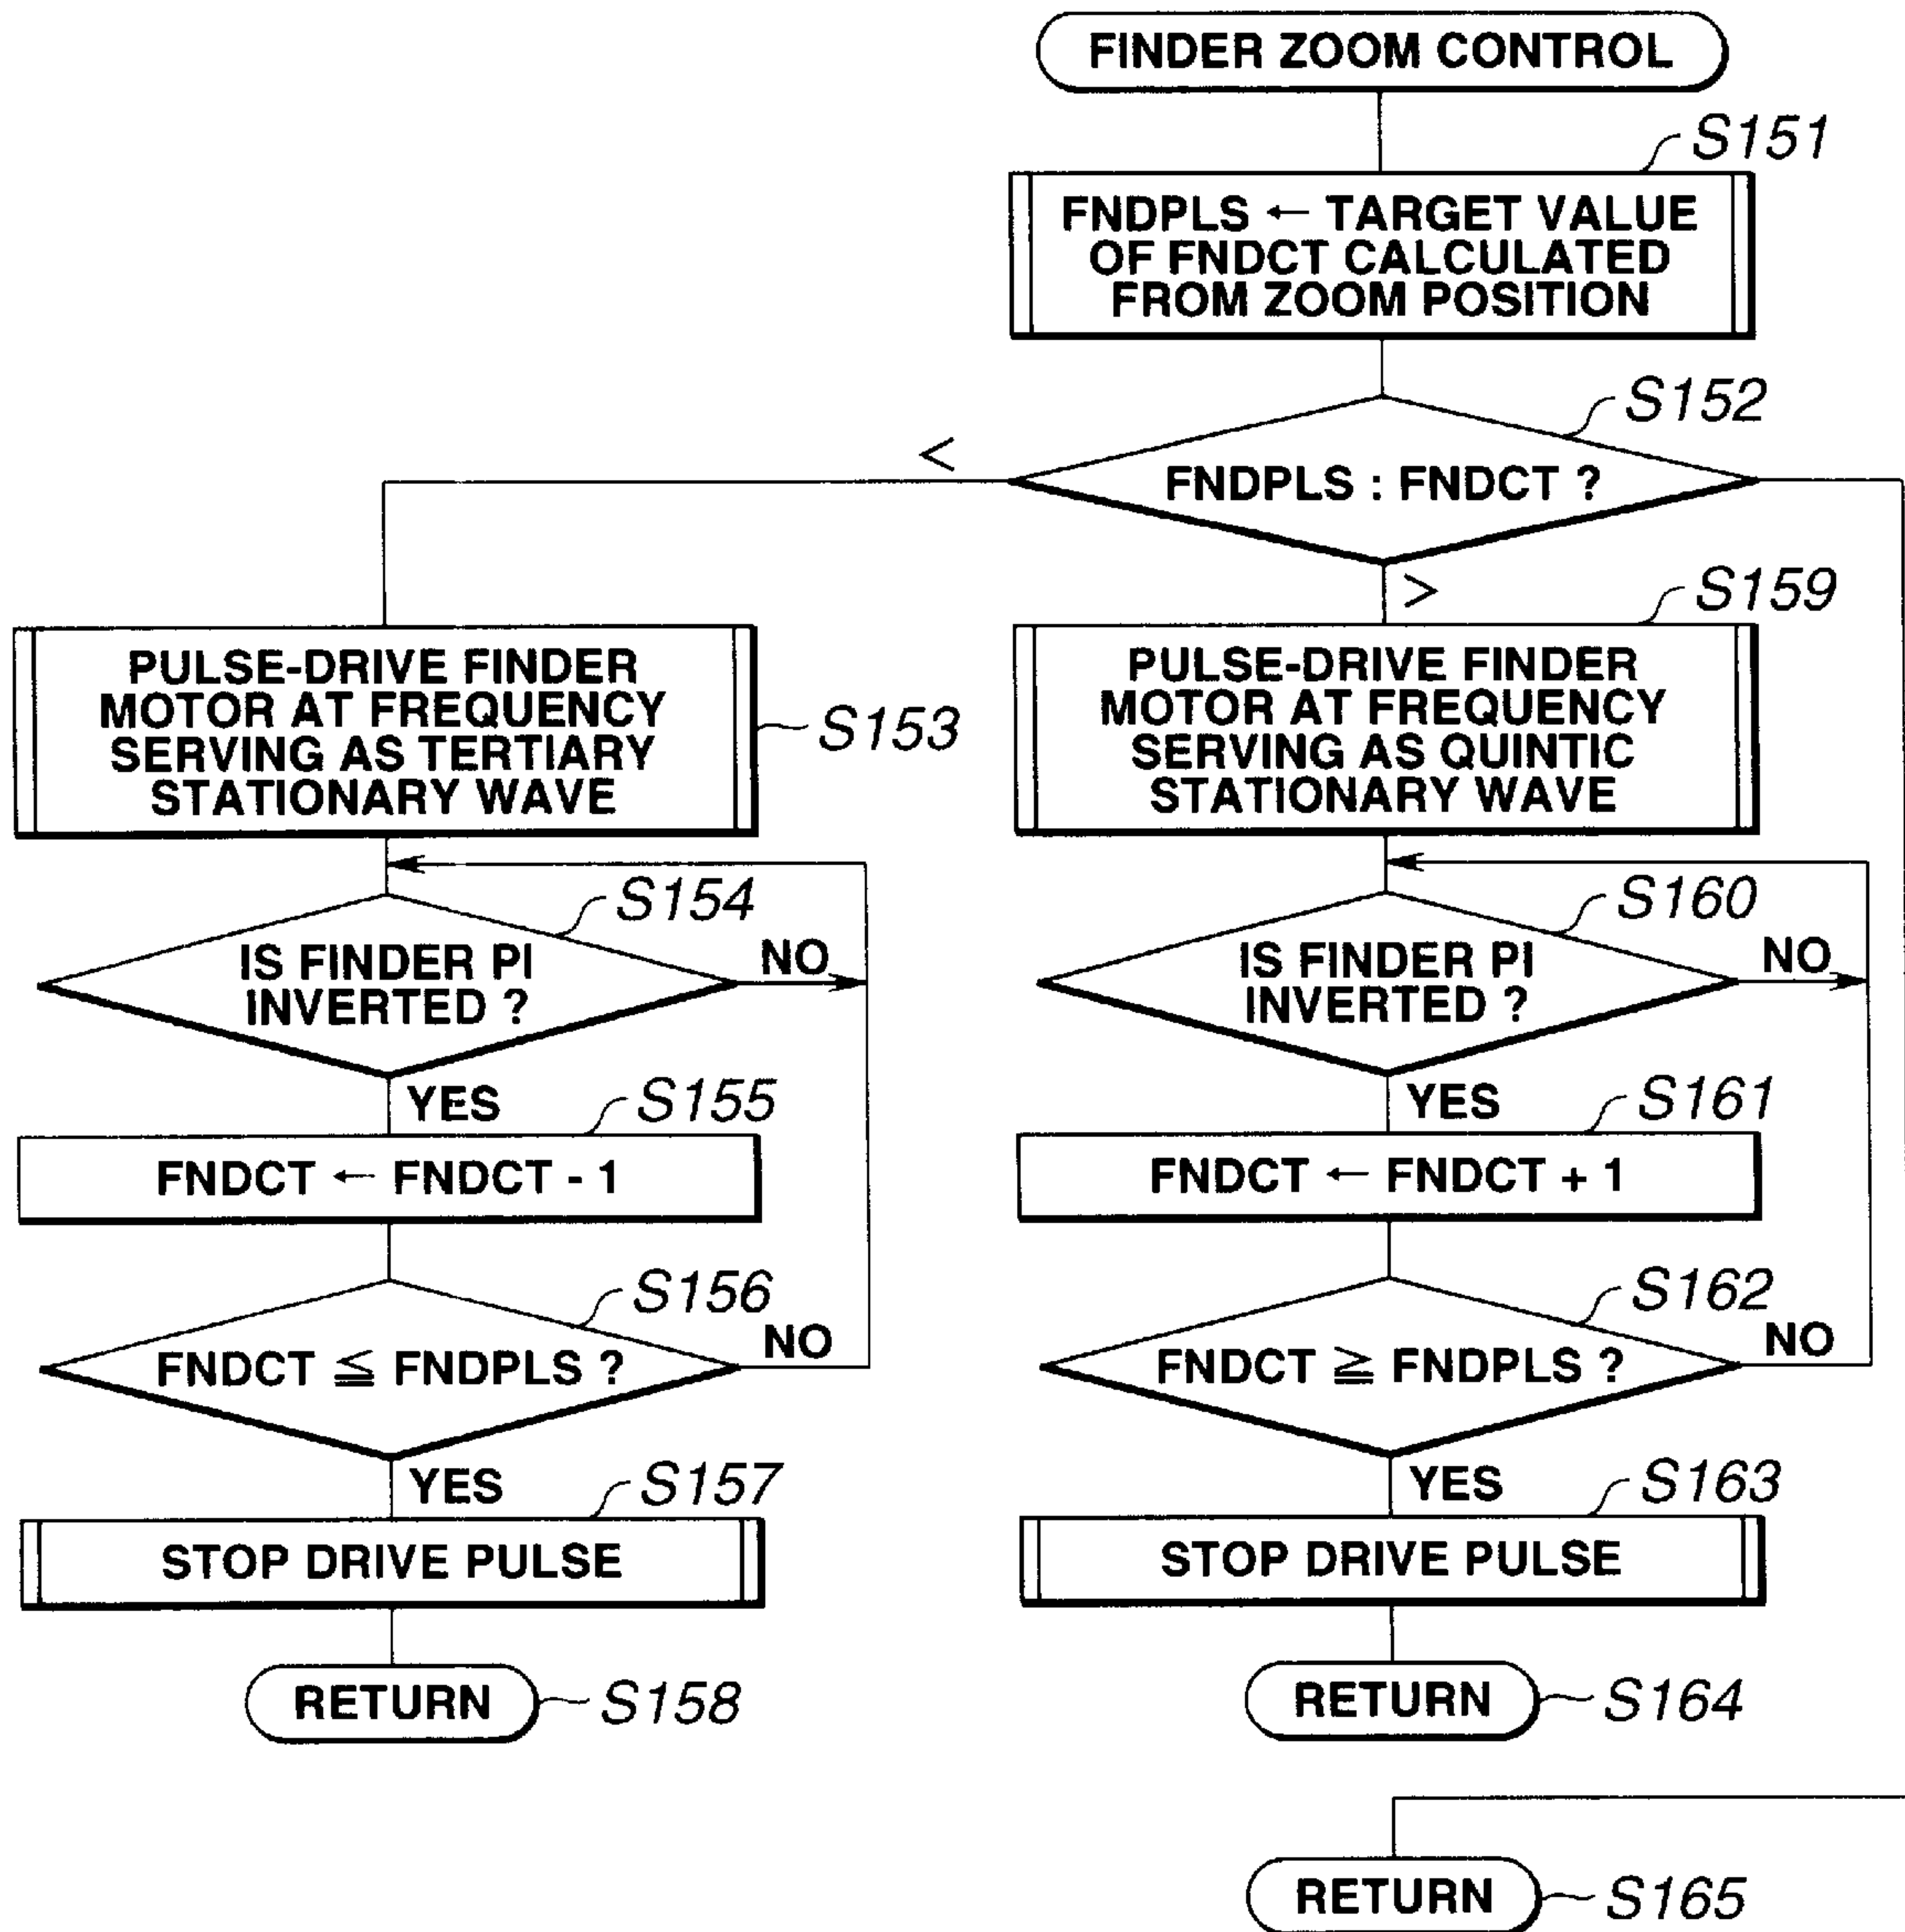 FINDER ZOOM CONTROL
S151
FNDPLS ← TARGET VALUE
OF FNDCT CALCULATED
FROM ZOOM POSITION
S152
<
FNDPLS : FNDCT ?
>
S159
PULSE-DRIVE FINDER
MOTOR AT FREQUENCY
SERVING AS TERTIARY
STATIONARY WAVE
S153
PULSE-DRIVE FINDER
MOTOR AT FREQUENCY
SERVING AS QUINTIC
STATIONARY WAVE
S154
IS FINDER PI
INVERTED ?
NO
YES
S155
FNDCT ← FNDCT - 1
S156
FNDCT ≦ FNDPLS ?
NO
YES
S157
STOP DRIVE PULSE
RETURN
S158
S160
IS FINDER PI
INVERTED ?
NO
YES
S161
FNDCT ← FNDCT + 1
S162
FNDCT ≧ FNDPLS ?
NO
YES
S163
STOP DRIVE PULSE
RETURN
S164
RETURN
S165